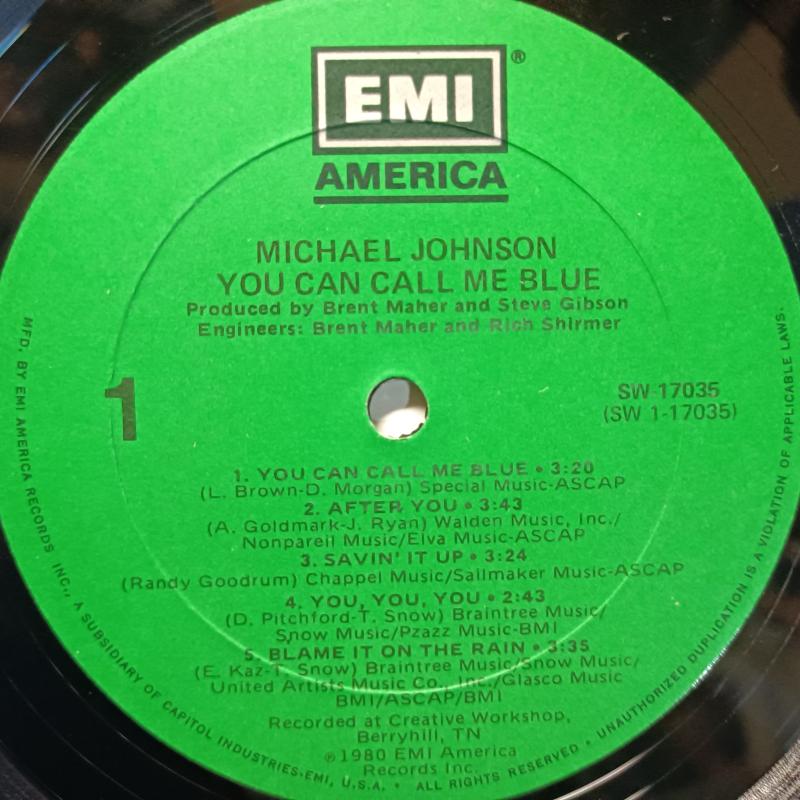 EMI®
AMERICA
MICHAEL JOHNSON
YOU CAN CALL ME BLUE
Produced by Brent Maher and Steve Gibson
Engineers: Brent Maher and Rich Shirmer
1
SW-17035
(SW 1-17035)
1. YOU CAN CALL ME BLUE • 3:20
(L. Brown-D. Morgan) Special Music-ASCAP
2. AFTER YOU • 3:43
(A. Goldmark-J. Ryan) Walden Music, Inc./
Nonpareil Music/Elva Music-ASCAP
3. SAVIN' IT UP • 3:24
(Randy Goodrum) Chappel Music/Sailmaker Music-ASCAP
4. YOU, YOU, YOU • 2:43
(D. Pitchford-T. Snow) Braintree Music/
Snow Music/Pzazz Music-BMI
5. BLAME IT ON THE RAIN • 3:35
(E. Kaz-T. Snow) Braintree Music/Snow Music/
United Artists Music Co., Inc./Glasco Music
BMI/ASCAP/BMI
Recorded at Creative Workshop,
Berryhill, TN
℗1980 EMI America
Records Inc.
MFD. BY EMI AMERICA RECORDS INC., A SUBSIDIARY OF CAPITOL INDUSTRIES-EMI, U.S.A. • ALL RIGHTS RESERVED • UNAUTHORIZED DUPLICATION IS A VIOLATION OF APPLICABLE LAWS.